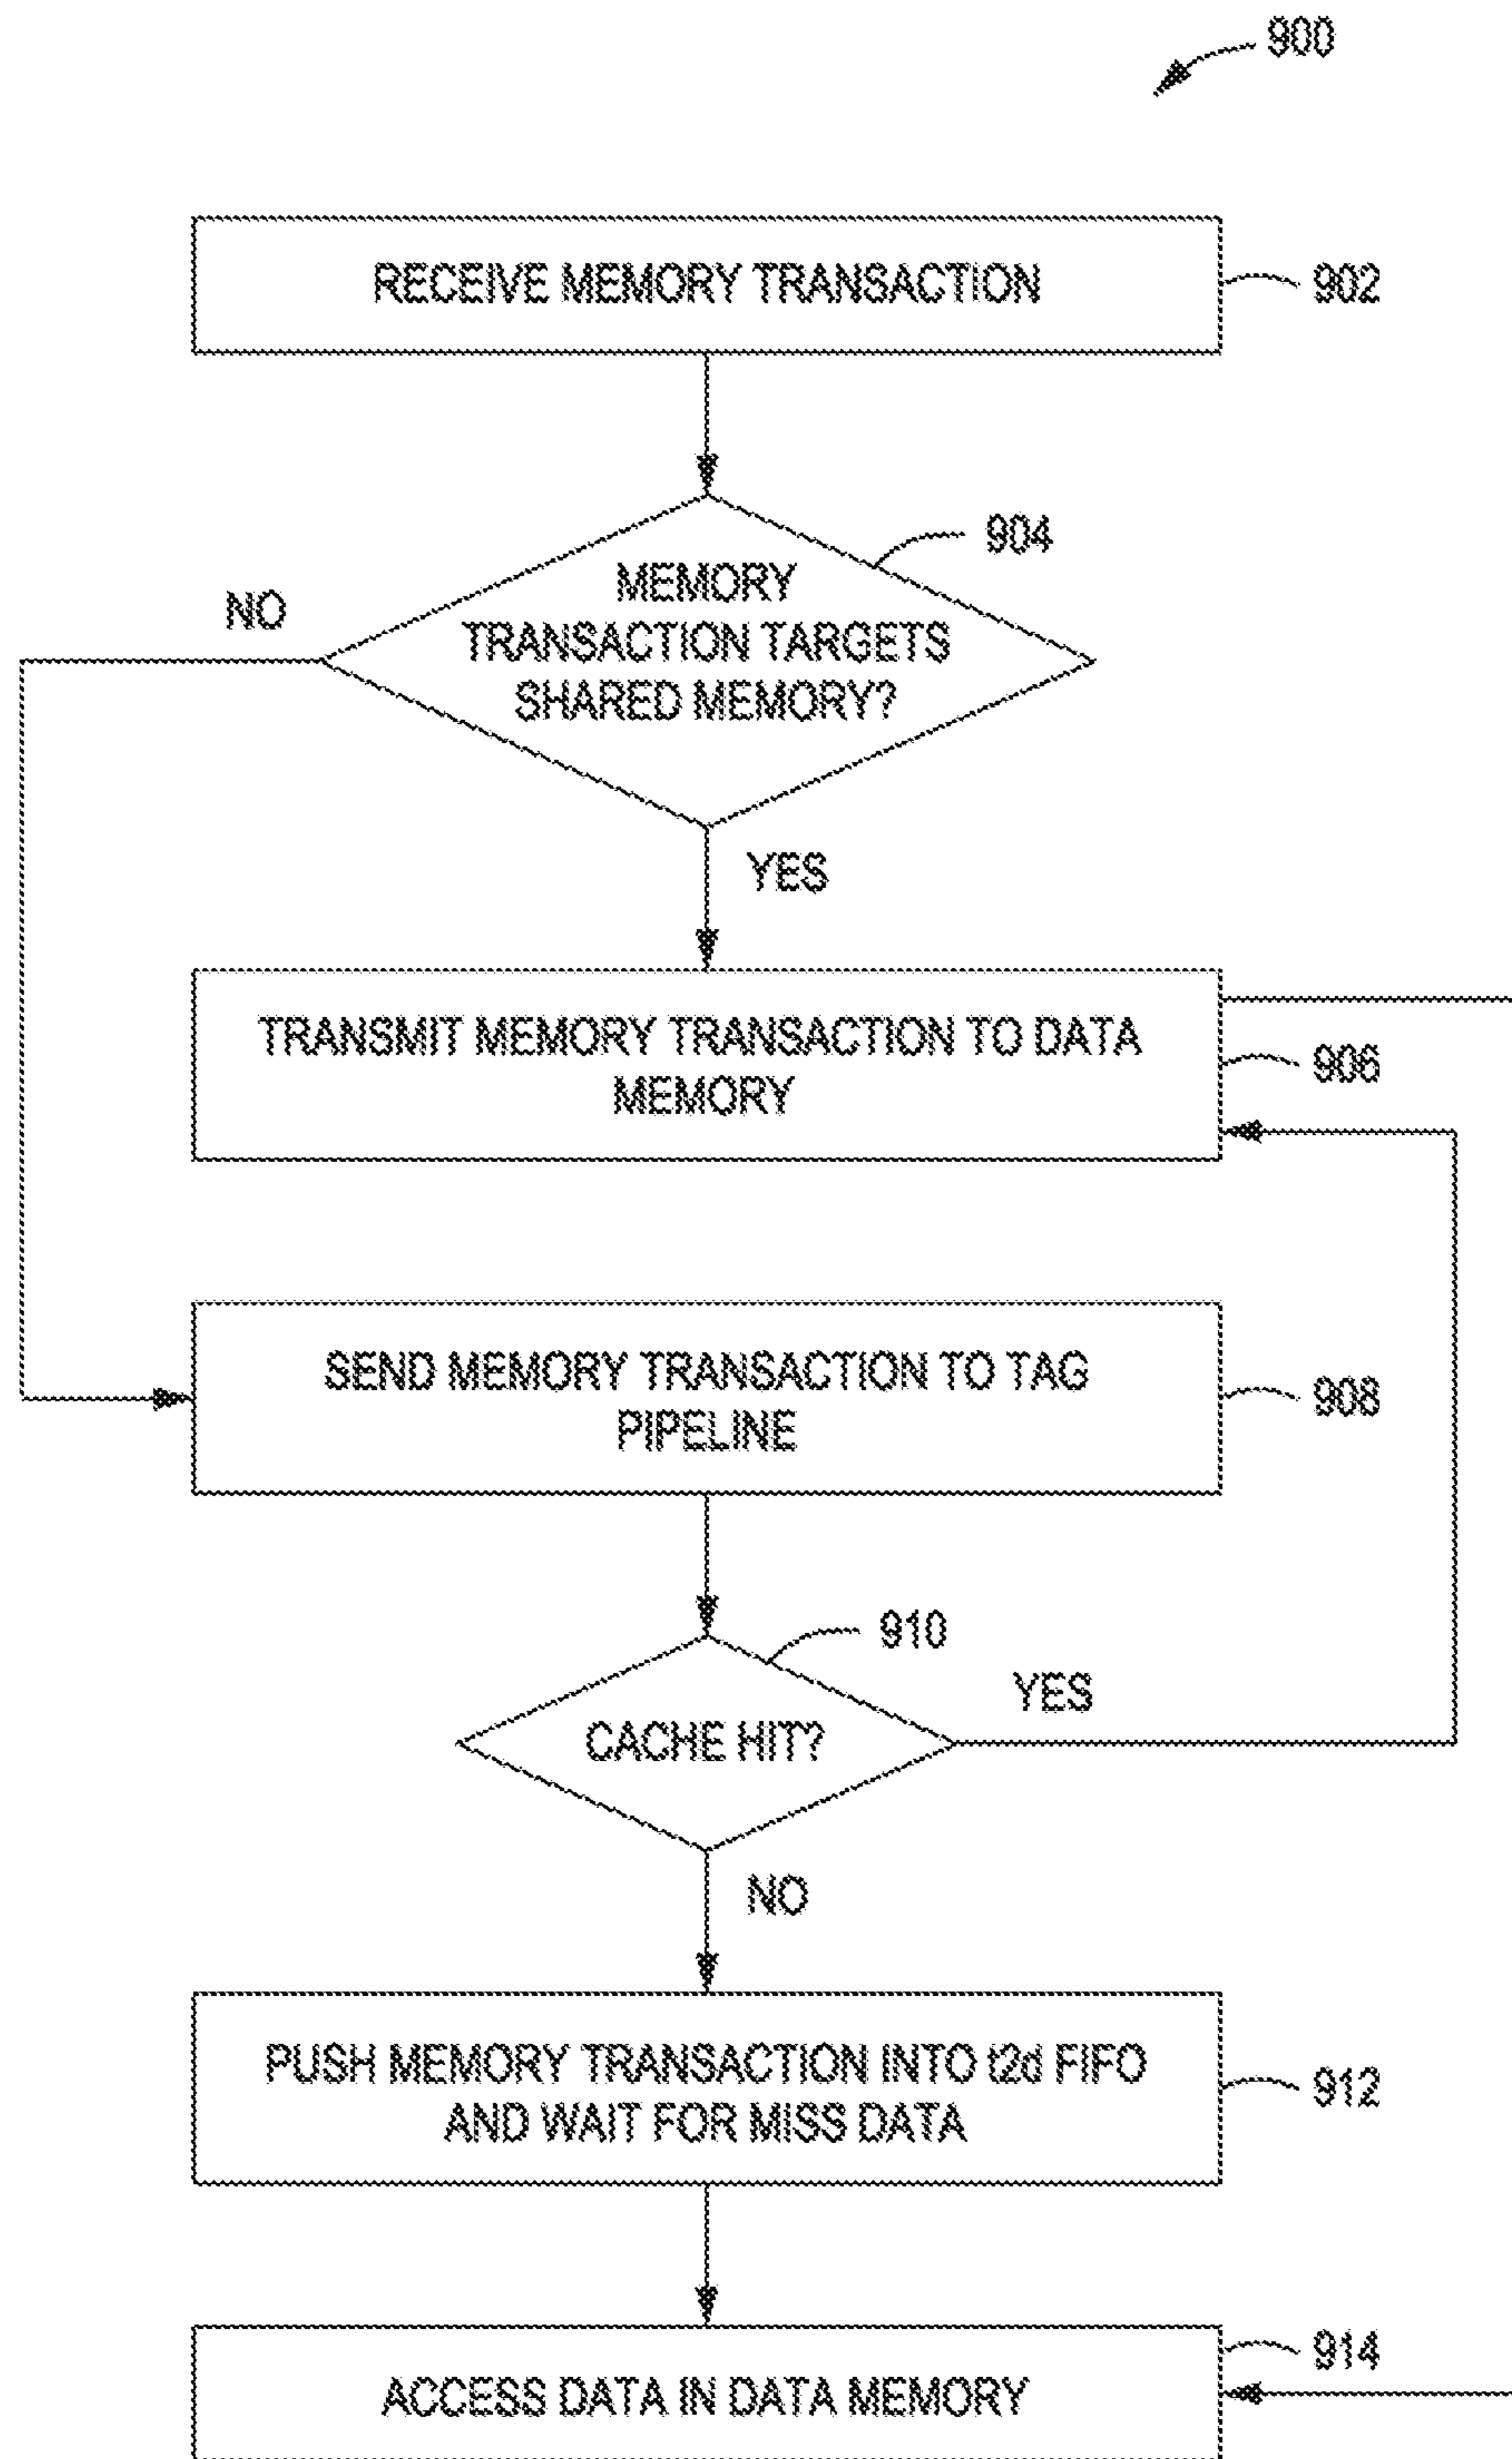 900
RECEIVE MEMORY TRANSACTION
902
904
MEMORY
TRANSACTION TARGETS
SHARED MEMORY?
NO
YES
TRANSMIT MEMORY TRANSACTION TO DATA
MEMORY
906
SEND MEMORY TRANSACTION TO TAG
PIPELINE
908
910
CACHE HIT?
YES
NO
PUSH MEMORY TRANSACTION INTO t2d FIFO
AND WAIT FOR MISS DATA
912
914
ACCESS DATA IN DATA MEMORY